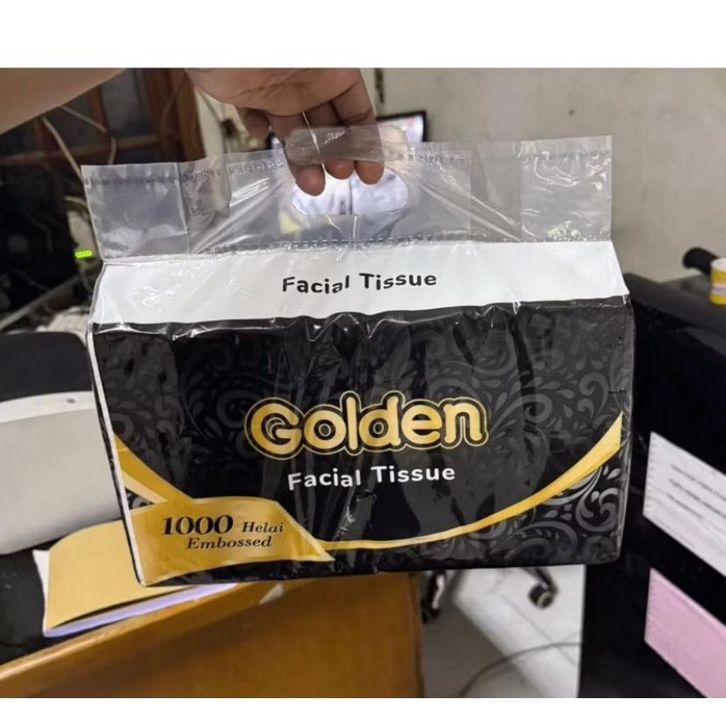 Facial Tissue
Golden
Facial Tissue
1000 Helai
Embossed